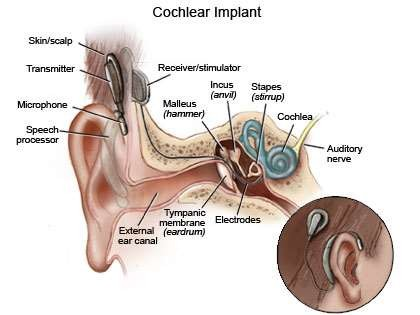 Cochlear Implant
Skin/scalp
Transmitter
Microphone
Speech
processor
Receiver/stimulator
Malleus
(hammer)
Incus
(anvil)
Stapes
(stirrup)
Cochlea
Auditory
nerve
External
ear canal
Tympanic
membrane
(eardrum)
Electrodes